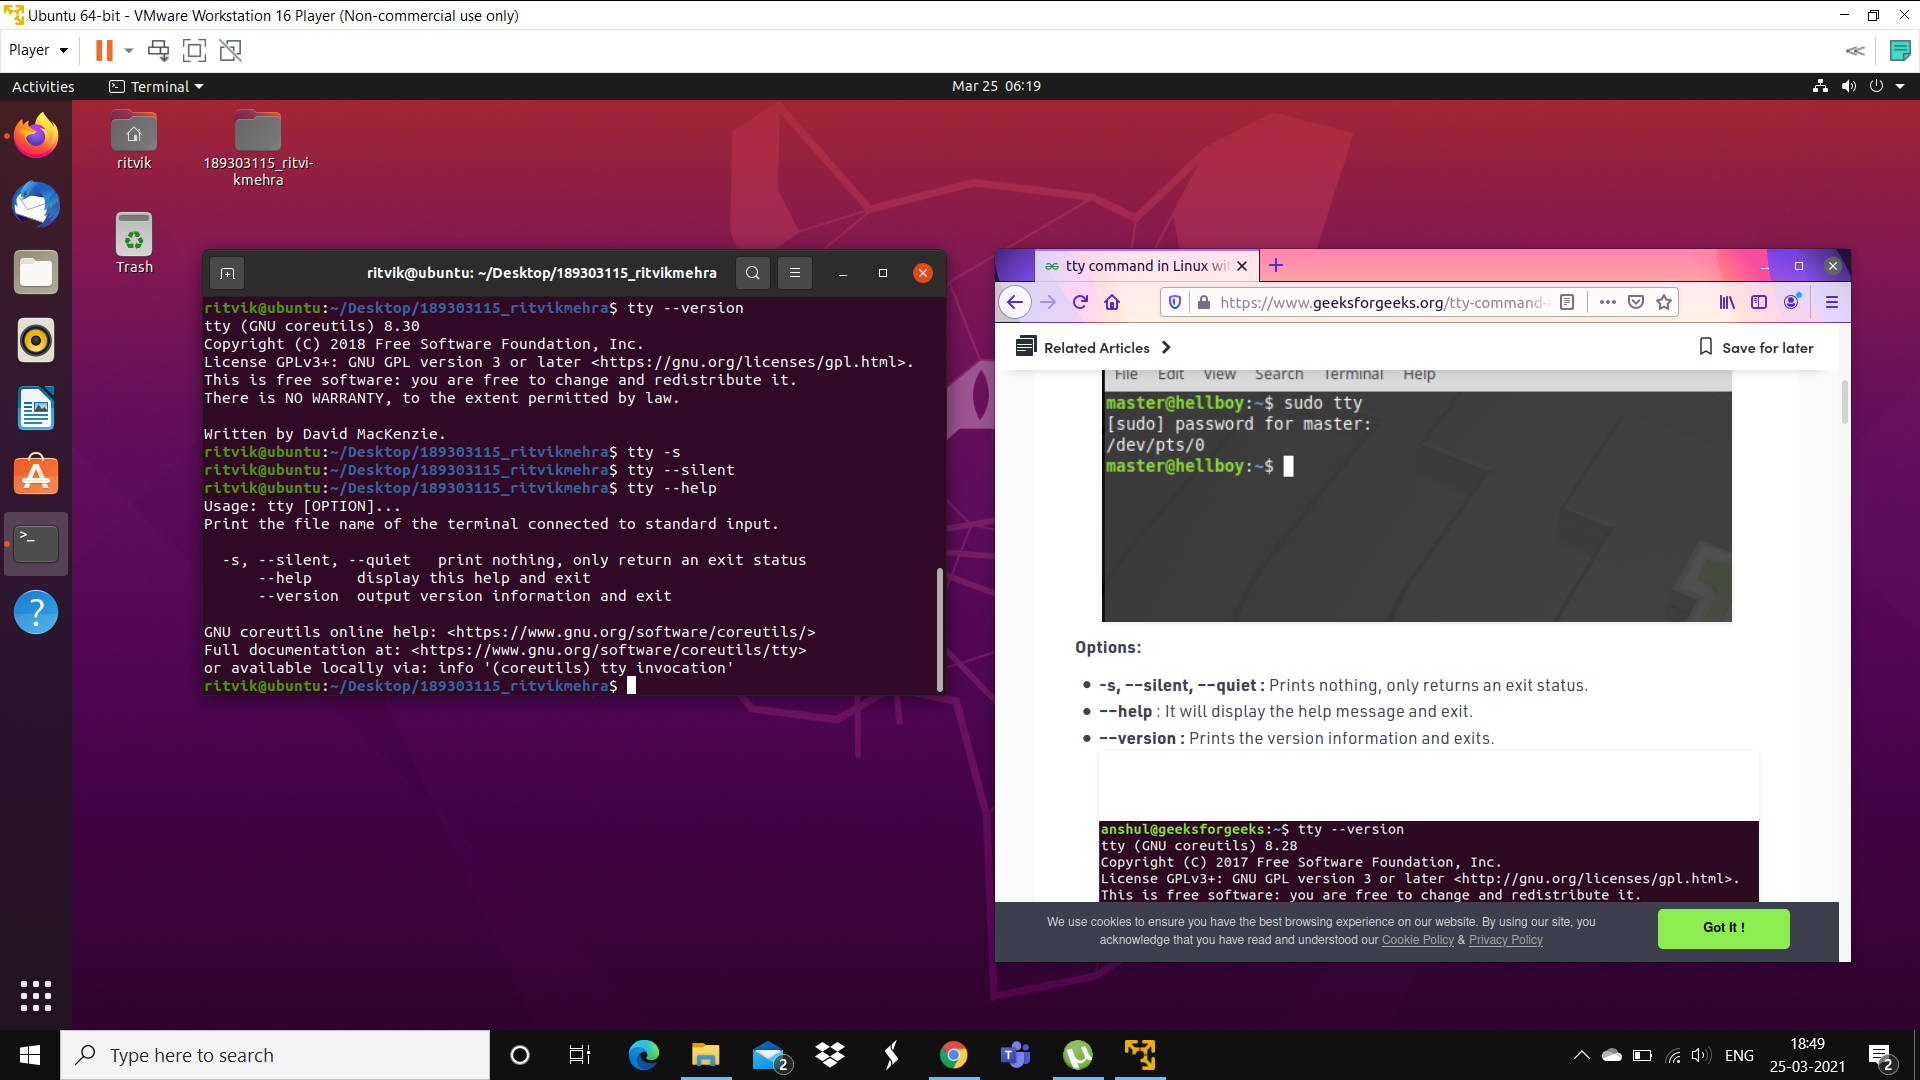 Ubuntu 64-bit - VMware Workstation 16 Player (Non-commercial use only)
Player
Activities
Terminal
Mar 25 06:19
ritvik
189303115_ritvi-
kmehra
Trash
ritvik@ubuntu: ~/Desktop/189303115_ritvikmehra
ritvik@ubuntu:~/Desktop/189303115_ritvikmehra$ tty --version
tty (GNU coreutils) 8.30
Copyright (C) 2018 Free Software Foundation, Inc.
License GPLv3+: GNU GPL version 3 or later <https://gnu.org/licenses/gpl.html>.
This is free software: you are free to change and redistribute it.
There is NO WARRANTY, to the extent permitted by law.
Written by David MacKenzie.
ritvik@ubuntu:~/Desktop/189303115_ritvikmehra$ tty -s
ritvik@ubuntu:~/Desktop/189303115_ritvikmehra$ tty --silent
ritvik@ubuntu:~/Desktop/189303115_ritvikmehra$ tty --help
Usage: tty [OPTION]...
Print the file name of the terminal connected to standard input.
-s, --silent, --quiet   print nothing, only return an exit status
--help     display this help and exit
--version  output version information and exit
GNU coreutils online help: <https://www.gnu.org/software/coreutils/>
Full documentation at: <https://www.gnu.org/software/coreutils/tty>
or available locally via: info '(coreutils) tty invocation'
ritvik@ubuntu:~/Desktop/189303115_ritvikmehra$
tty command in Linux wi
https://www.geeksforgeeks.org/tty-command-
Related Articles
Save for later
File Edit View Search Terminal Help
master@hellboy:~$ sudo tty
[sudo] password for master:
/dev/pts/0
master@hellboy:~$
Options:
-s, --silent, --quiet : Prints nothing, only returns an exit status.
--help : It will display the help message and exit.
--version : Prints the version information and exits.
anshul@geeksforgeeks:~$ tty --version
tty (GNU coreutils) 8.28
Copyright (C) 2017 Free Software Foundation, Inc.
License GPLv3+: GNU GPL version 3 or later <http://gnu.org/licenses/gpl.html>.
This is free software: you are free to change and redistribute it.
We use cookies to ensure you have the best browsing experience on our website. By using our site, you
acknowledge that you have read and understood our Cookie Policy & Privacy Policy
Got It !
Type here to search
2
ENG
18:49
25-03-2021
2